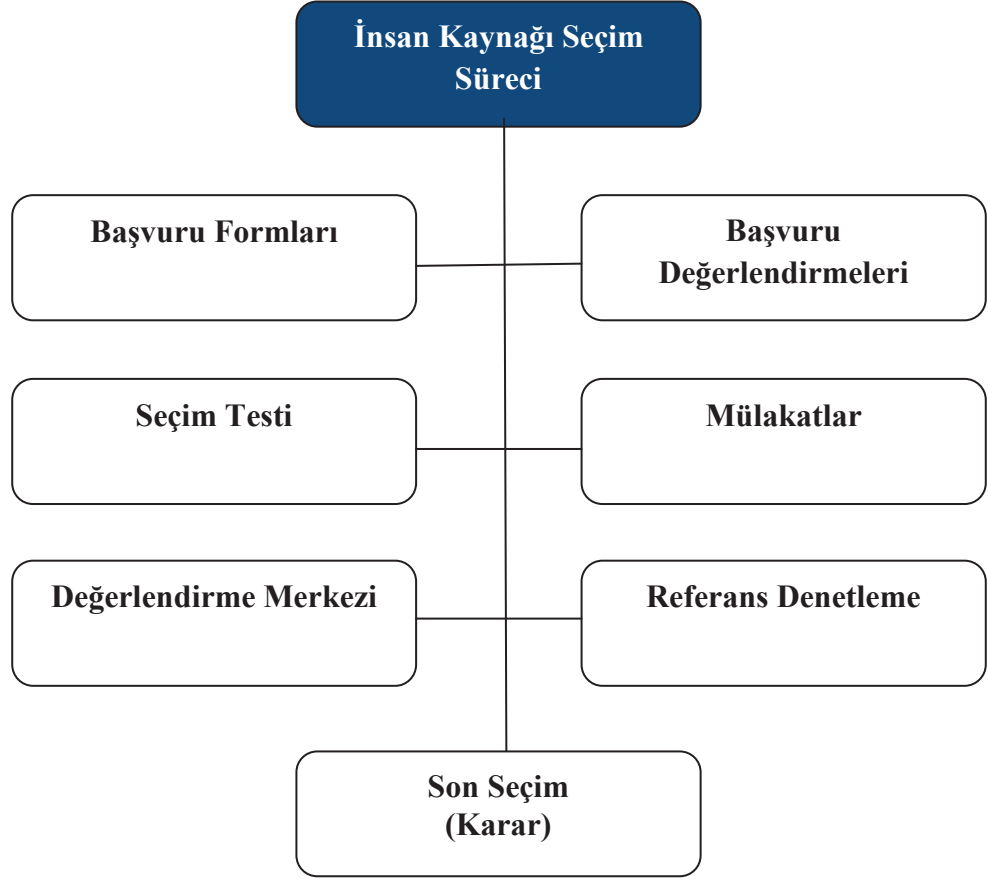 İnsan Kaynağı Seçim
Süreci
Başvuru Formları
Başvuru
Değerlendirmeleri
Seçim Testi
Mülakatlar
Değerlendirme Merkezi
Referans Denetleme
Son Seçim
(Karar)